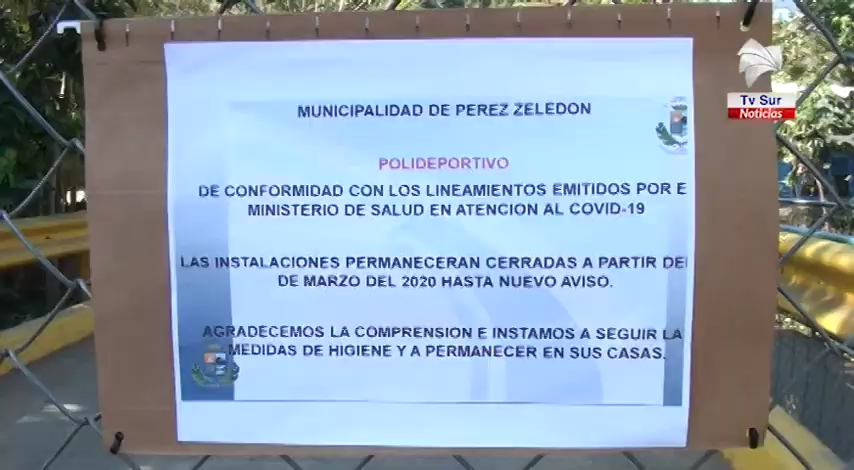 MUNICIPALIDAD DE PEREZ ZELEDON
POLIDEPORTIVO
DE CONFORMIDAD CON LOS LINEAMIENTOS EMITIDOS POR E
MINISTERIO DE SALUD EN ATENCION AL COVID-19
LAS INSTALACIONES PERMANECERAN CERRADAS A PARTIR DE
DE MARZO DEL 2020 HASTA NUEVO AVISO.
AGRADECEMOS LA COMPRENSION E INSTAMOS A SEGUIR LA
MEDIDAS DE HIGIENE Y A PERMANECER EN SUS CASAS.
Tv Sur
Noticias